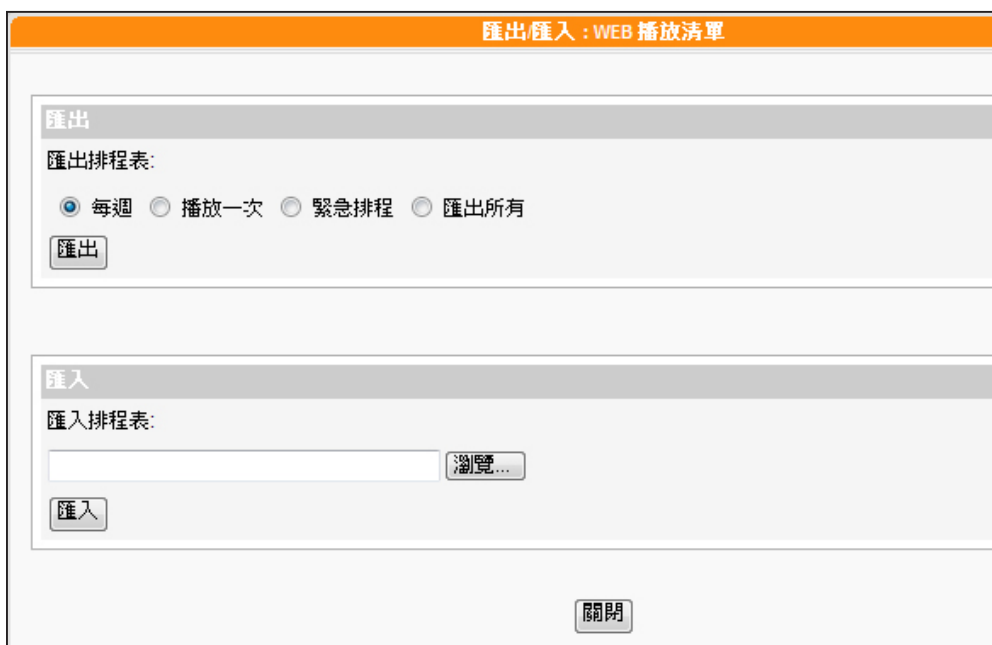 匯出/匯入 : WEB 播放清單
匯出
匯出排程表:
每週 播放一次 緊急排程 匯出所有
匯出
匯入
匯入排程表:
瀏覽...
匯入
關閉